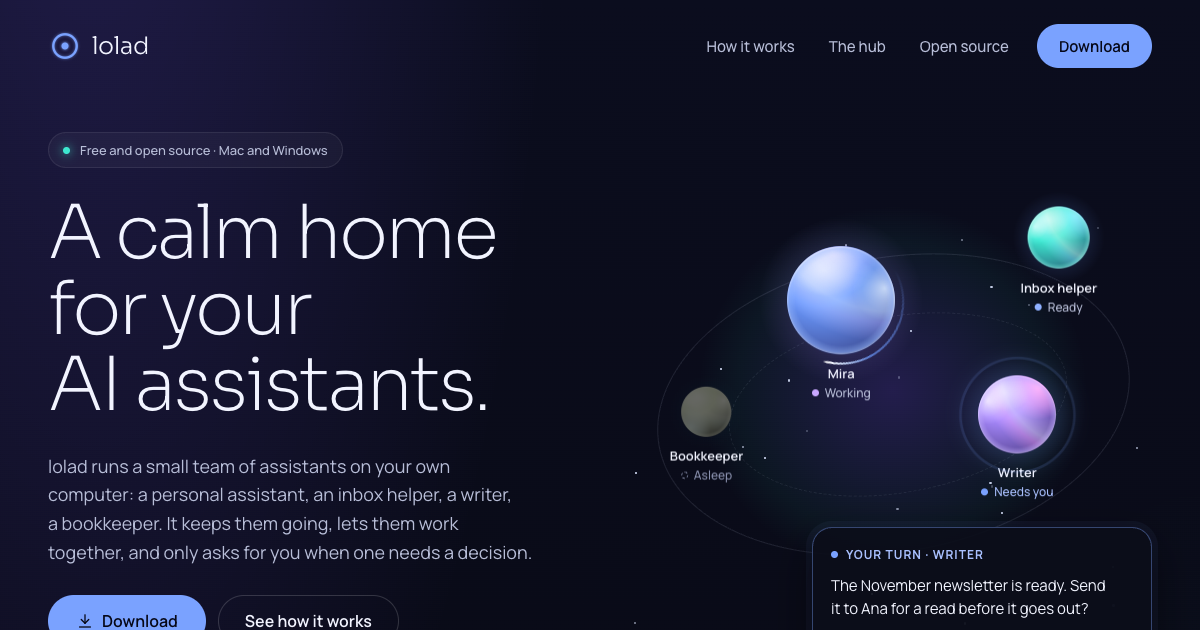 lolad
How it works
The hub
Open source
Download
Free and open source · Mac and Windows
A calm home
for your
AI assistants.
lolad runs a small team of assistants on your own
computer: a personal assistant, an inbox helper, a writer,
a bookkeeper. It keeps them going, lets them work
together, and only asks for you when one needs a decision.
Download
See how it works
Inbox helper
Ready
Mira
Working
Bookkeeper
Asleep
Writer
Needs you
YOUR TURN · WRITER
The November newsletter is ready. Send
it to Ana for a read before it goes out?